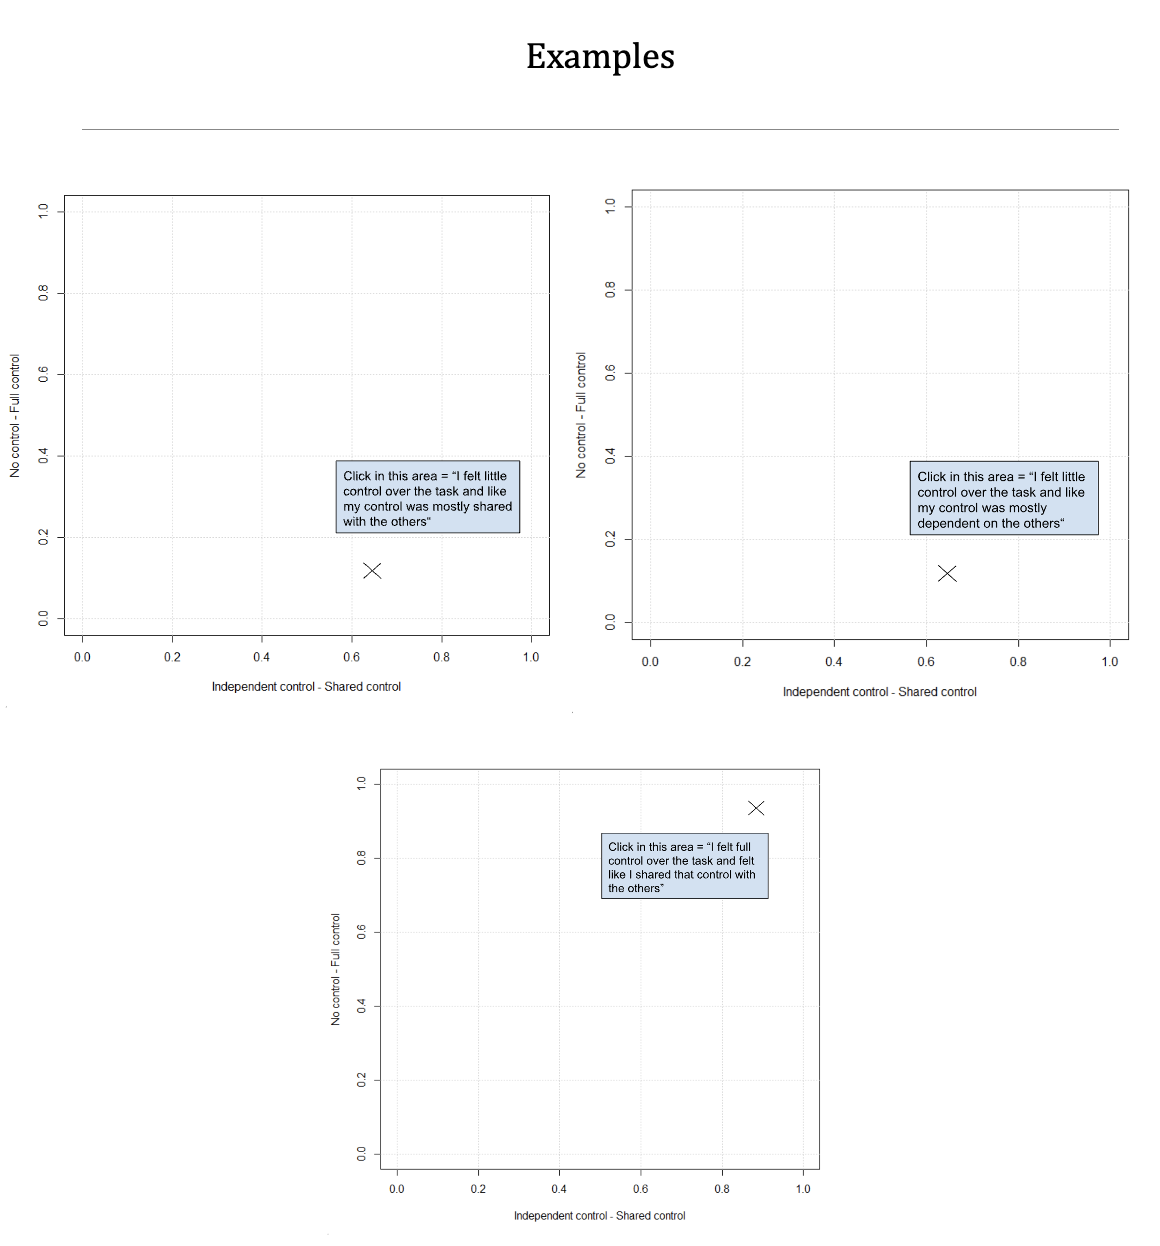 Examples
1.0
0.8
0.6
0.4
0.2
0.0
No control - Full control
Click in this area = “I felt little
control over the task and like
my control was mostly shared
with the others“
0.0 0.2 0.4 0.6 0.8 1.0
Independent control - Shared control
1.0
0.8
0.6
0.4
0.2
0.0
No control - Full control
Click in this area = “I felt little
control over the task and like
my control was mostly
dependent on the others“
0.0 0.2 0.4 0.6 0.8 1.0
Independent control - Shared control
1.0
0.8
0.6
0.4
0.2
0.0
No control - Full control
Click in this area = “I felt full
control over the task and felt
like I shared that control with
the others”
0.0 0.2 0.4 0.6 0.8 1.0
Independent control - Shared control